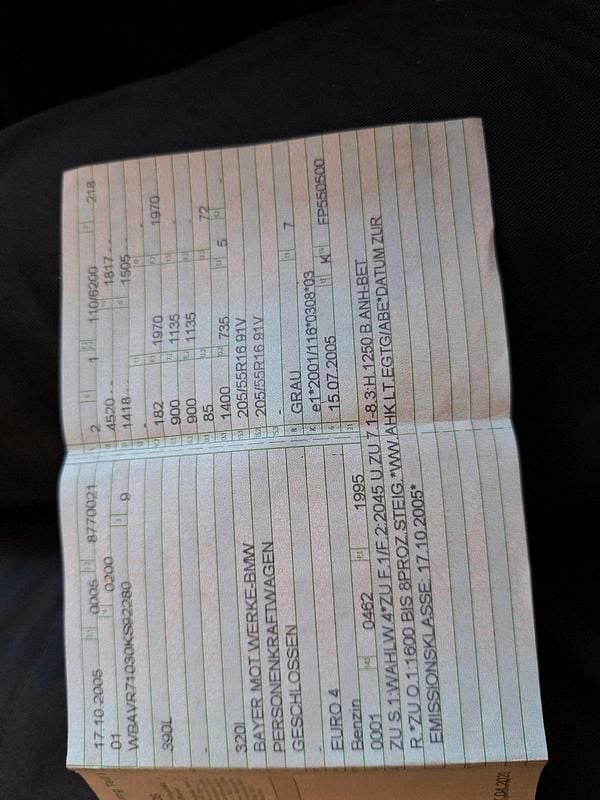 17.10.2005 0005 8770021 2 1 110/6200 218
01 0200 4520 - - 1817 - -
WBAVR71030KS92280 9 1418 - - 1505 - -
-
390L 182 1970 1970
900 1135 - -
- 900 1135 - -
85 72
320I 1400 735 5 -
BAYER.MOT.WERKE-BMW 205/55R16 91V
PERSONENKRAFTWAGEN 205/55R16 91V
GESCHLOSSEN -
- GRAU 7
EURO 4 e1*2001/116*0308*03
Benzin 15.07.2005 K FP550500
0001 0462 1995
ZU S.1:WAHLW.4*ZU F.1/F.2:2045 U.ZU 7.1-8.3:H.1250 B.ANH-BET
R.*ZU O.1:1600 BIS 8PROZ.STEIG.*WW.AHK LT.EGTG/ABE*DATUM ZUR
EMISSIONSKLASSE: 17.10.2005*